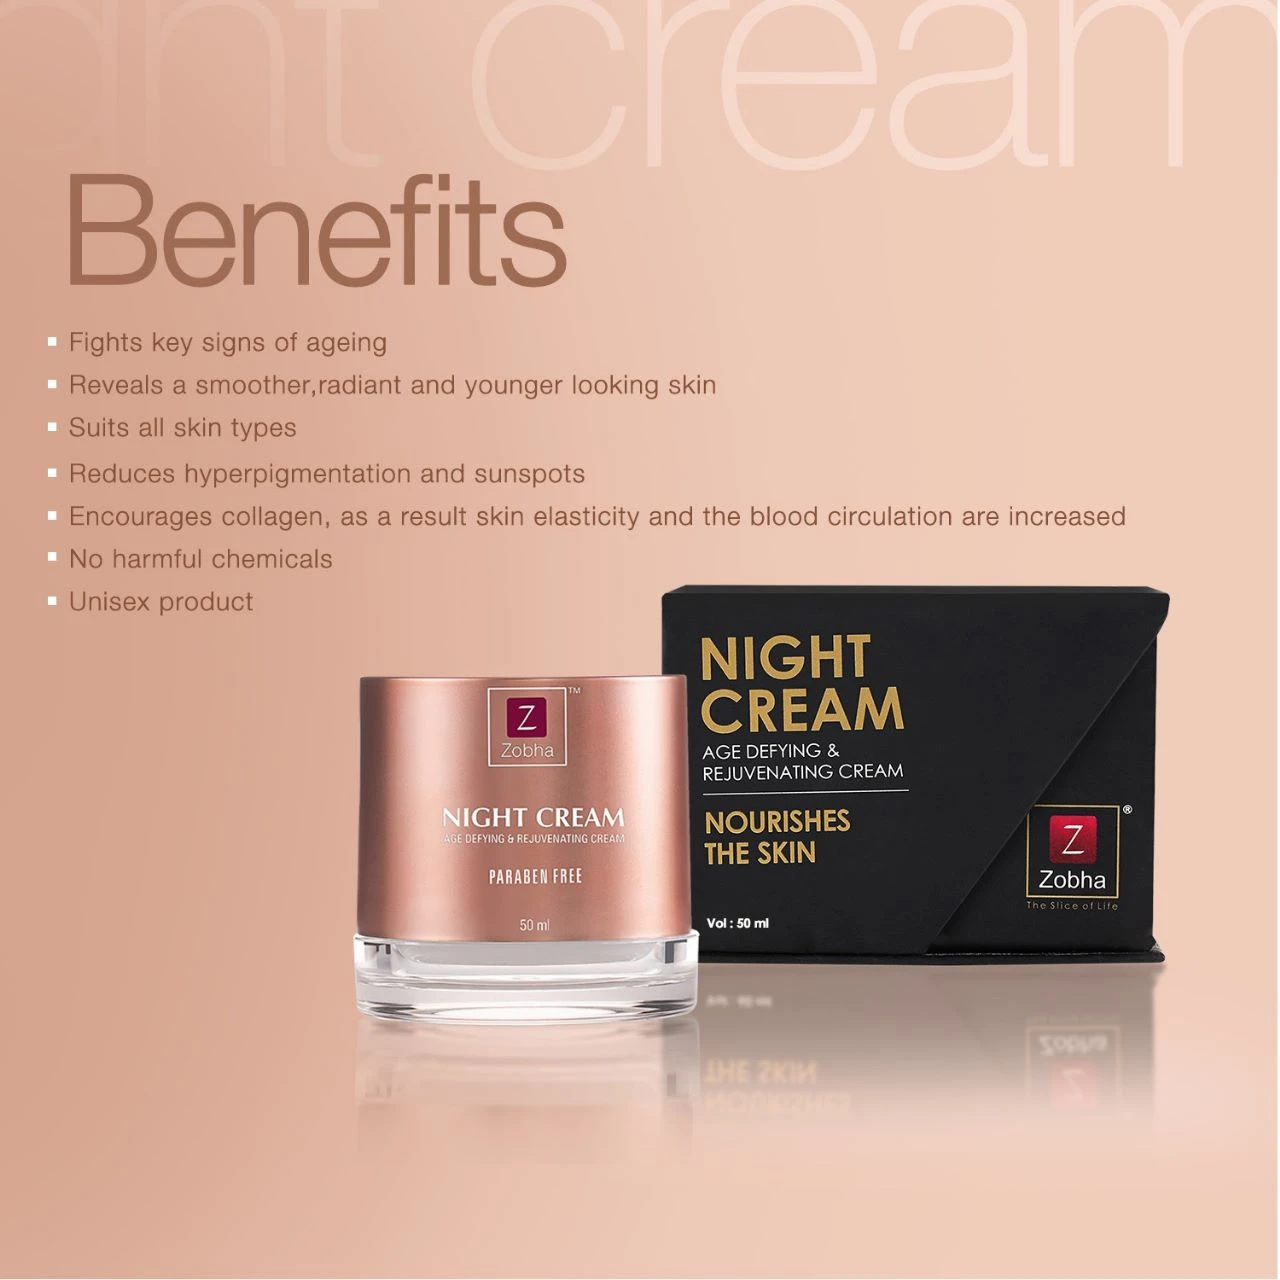 ght cream
Benefits
Fights key signs of ageing
Reveals a smoother,radiant and younger looking skin
Suits all skin types
Reduces hyperpigmentation and sunspots
Encourages collagen, as a result skin elasticity and the blood circulation are increased
No harmful chemicals
Unisex product
Z
Zobha
TM
NIGHT CREAM
AGE DEFYING & REJUVENATING CREAM
PARABEN FREE
50 ml
NIGHT
CREAM
AGE DEFYING &
REJUVENATING CREAM
NOURISHES
THE SKIN
Vol : 50 ml
Z
Zobha
®
The Slice of Life